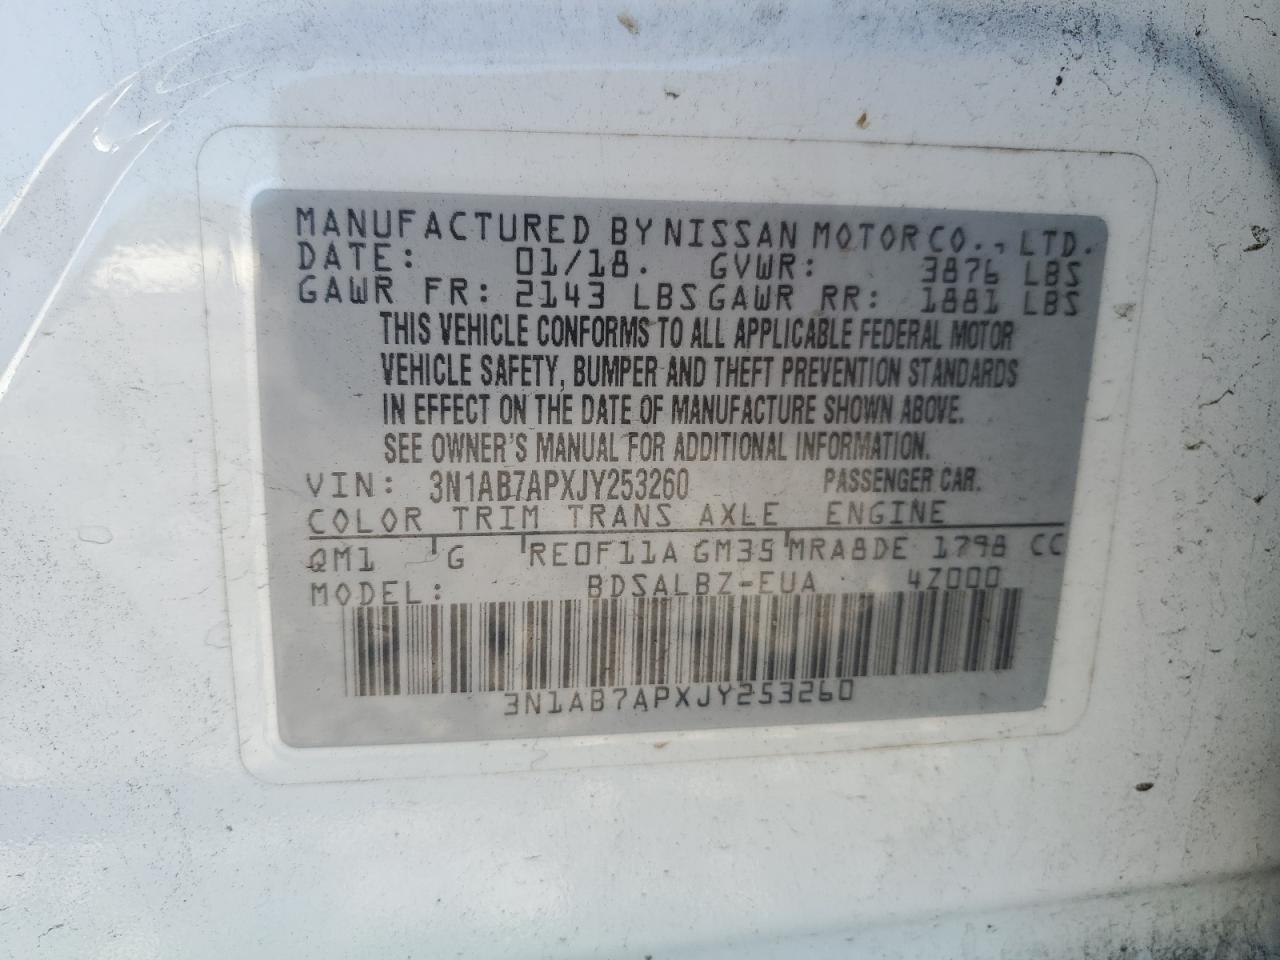 MANUFACTURED BY NISSAN MOTOR CO., LTD.
DATE: 01/18. GVWR: 3876 LBS
GAWR FR: 2143 LBS GAWR RR: 1881 LBS
THIS VEHICLE CONFORMS TO ALL APPLICABLE FEDERAL MOTOR
VEHICLE SAFETY, BUMPER AND THEFT PREVENTION STANDARDS
IN EFFECT ON THE DATE OF MANUFACTURE SHOWN ABOVE.
SEE OWNER'S MANUAL FOR ADDITIONAL INFORMATION.
VIN: 3N1AB7APXJY253260 PASSENGER CAR.
COLOR TRIM TRANS AXLE ENGINE
QM1 G RE0F11A GM35 MRA8DE 1798 CC
MODEL: BDSALBZ-EUA 4Z000
3N1AB7APXJY253260